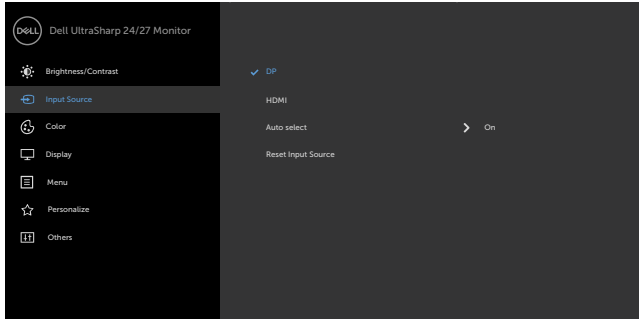 DELL
Dell UltraSharp 24/27 Monitor
Brightness/Contrast
DP
Input Source
HDMI
Color
Auto select
On
Display
Reset Input Source
Menu
Personalize
Others